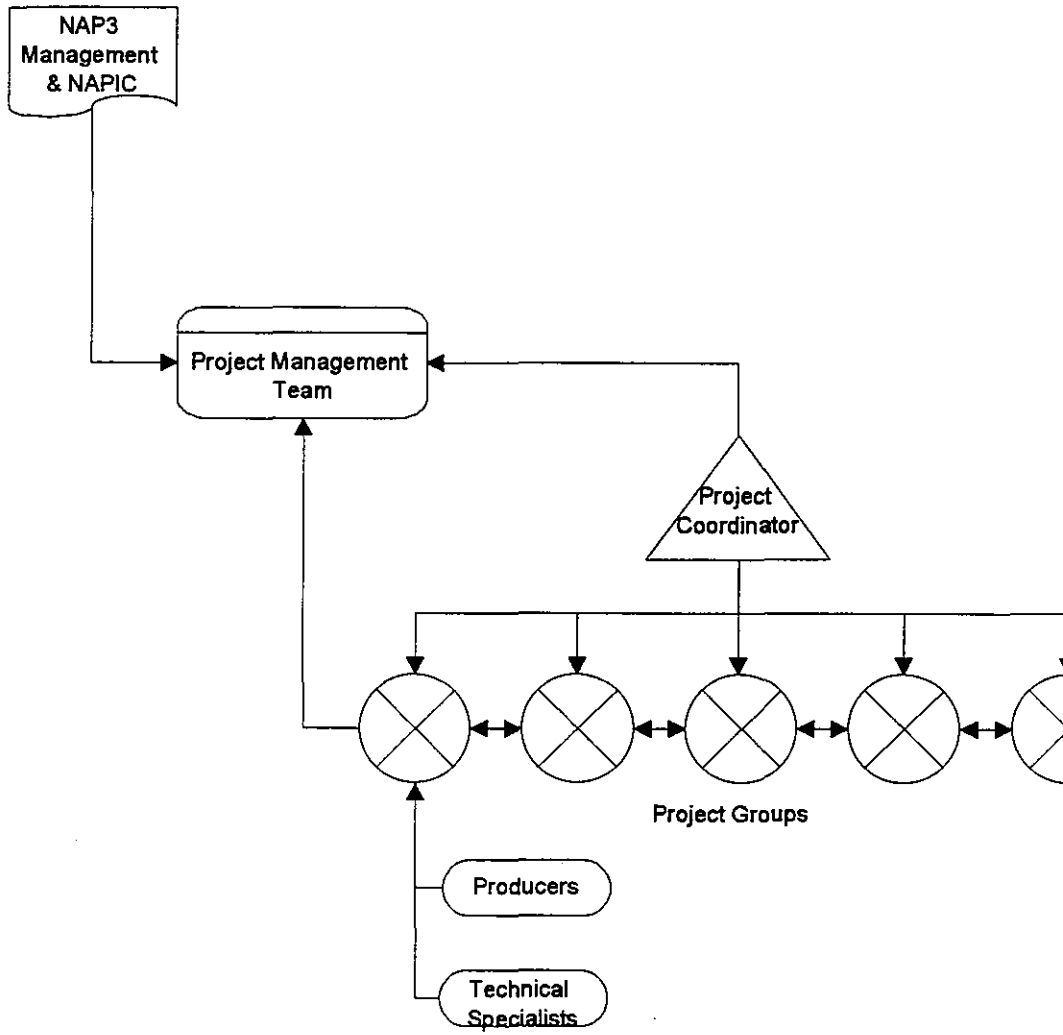 NAP3
Management
& NAPIC
Project Management
Team
Project
Coordinator
Project Groups
Producers
Technical
Specialists